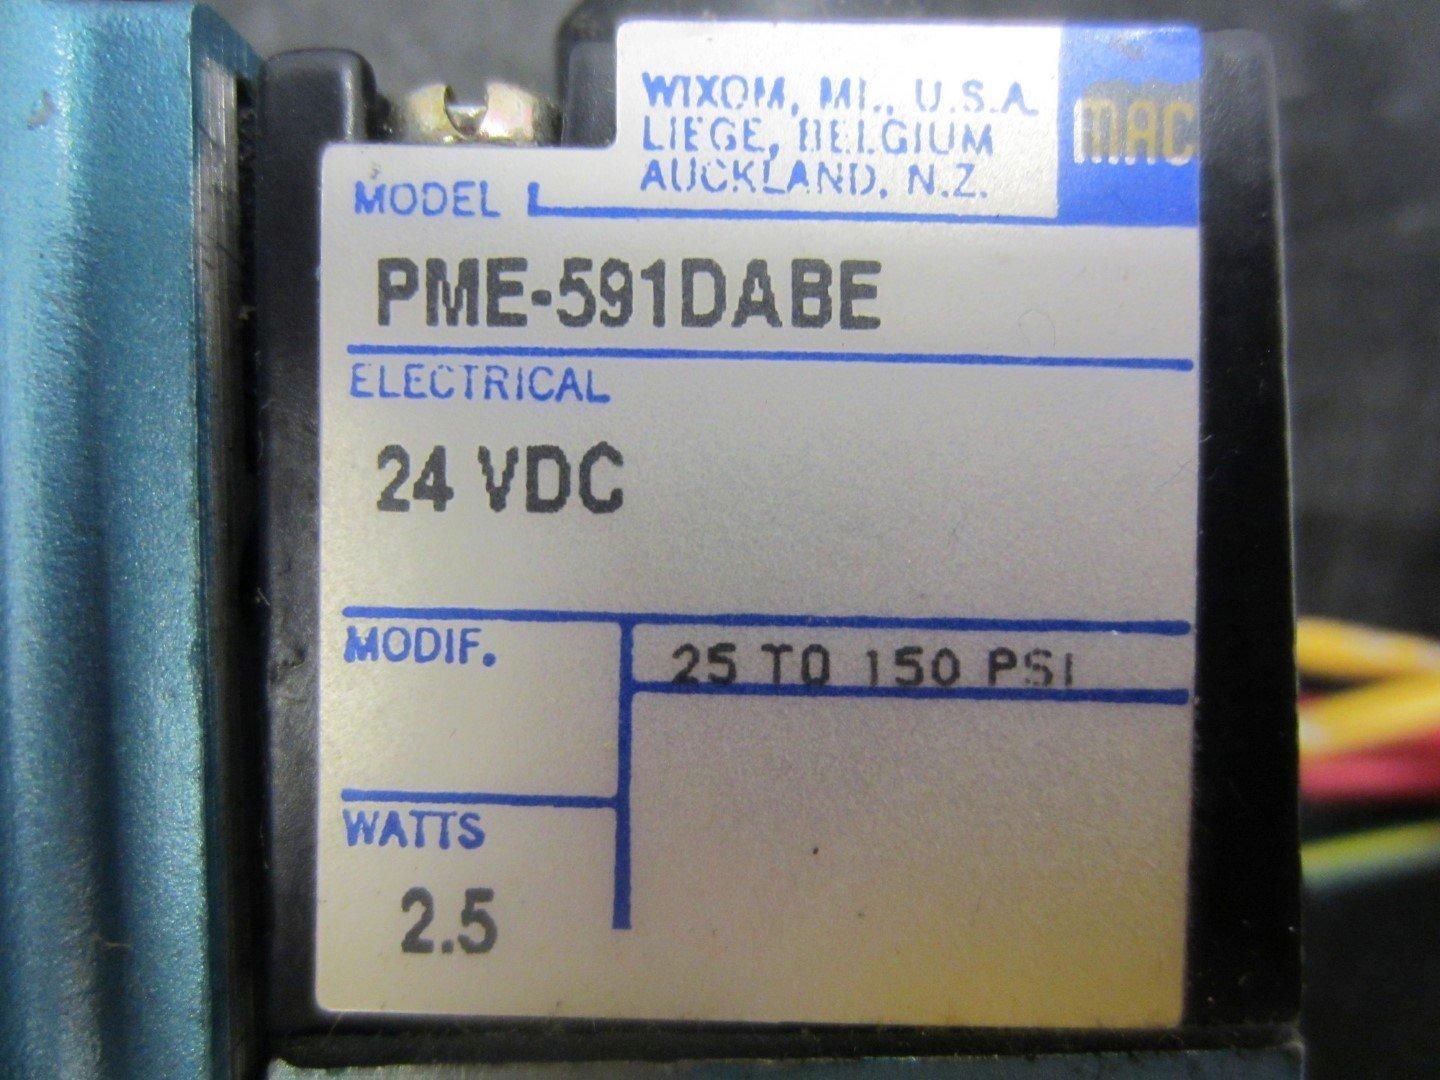 WIXOM, MI., U.S.A.
LIEGE, BELGIUM
AUCKLAND, N.Z.
MAC
MODEL
PME-591DABE
ELECTRICAL
24 VDC
MODIF.
25 TO 150 PSI
WATTS
2.5